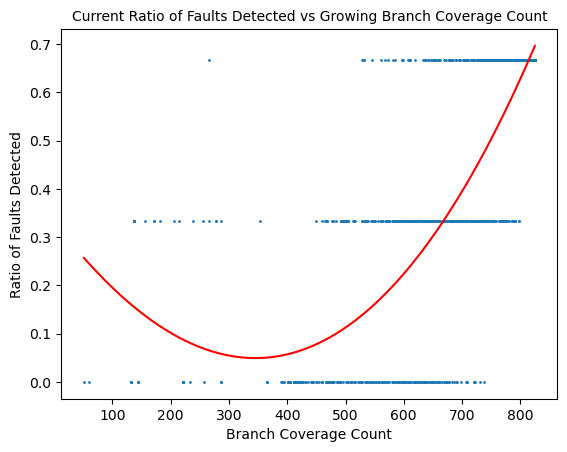 Current Ratio of Faults Detected vs Growing Branch Coverage Count
Ratio of Faults Detected
0.7
0.6
0.5
0.4
0.3
0.2
0.1
0.0
100 200 300 400 500 600 700 800
Branch Coverage Count